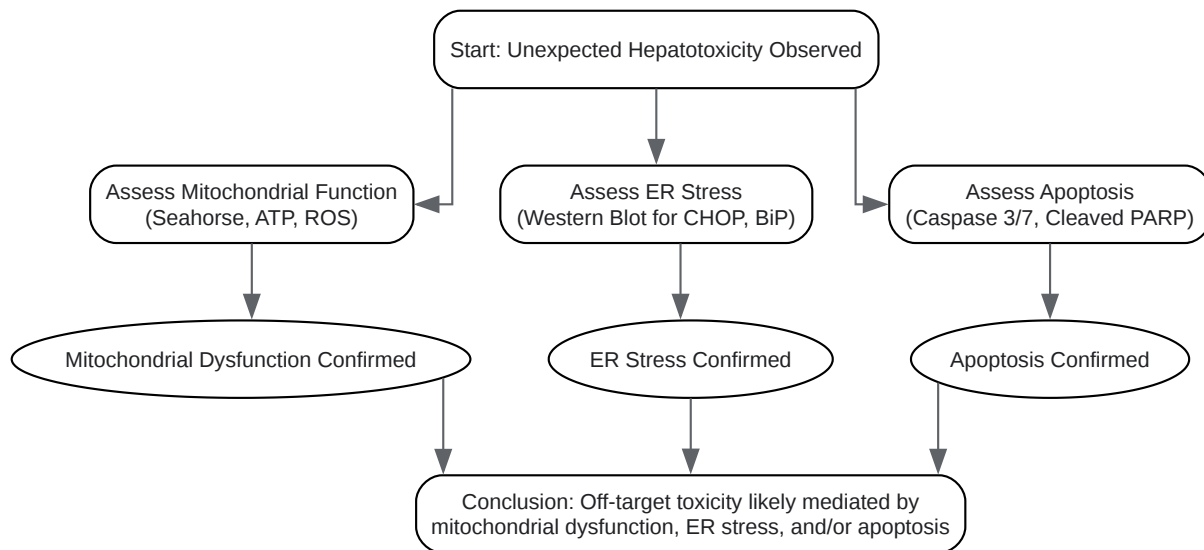 Start: Unexpected Hepatotoxicity Observed
Assess Mitochondrial Function
(Seahorse, ATP, ROS)
Assess ER Stress
(Western Blot for CHOP, BiP)
Assess Apoptosis
(Caspase 3/7, Cleaved PARP)
Mitochondrial Dysfunction Confirmed
ER Stress Confirmed
Apoptosis Confirmed
Conclusion: Off-target toxicity likely mediated by
mitochondrial dysfunction, ER stress, and/or apoptosis